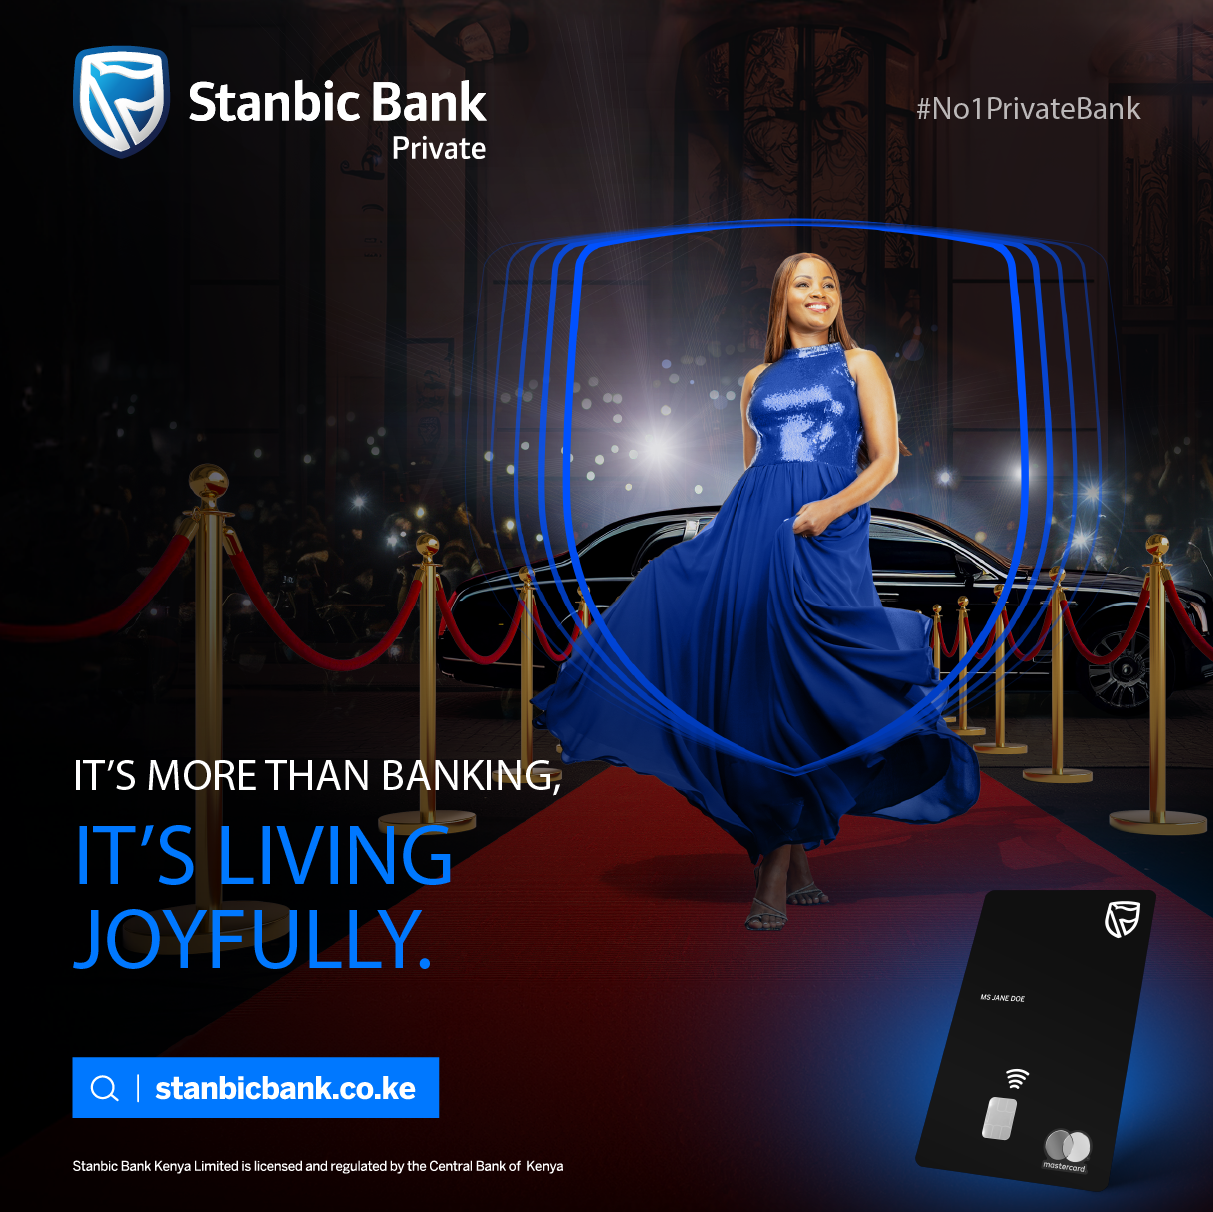 Stanbic Bank
Private
#No1PrivateBank
IT'S MORE THAN BANKING,
IT'S LIVING
JOYFULLY.
MS JANE DOE
mastercard.
stanbicbank.co.ke
Stanbic Bank Kenya Limited is licensed and regulated by the Central Bank of Kenya